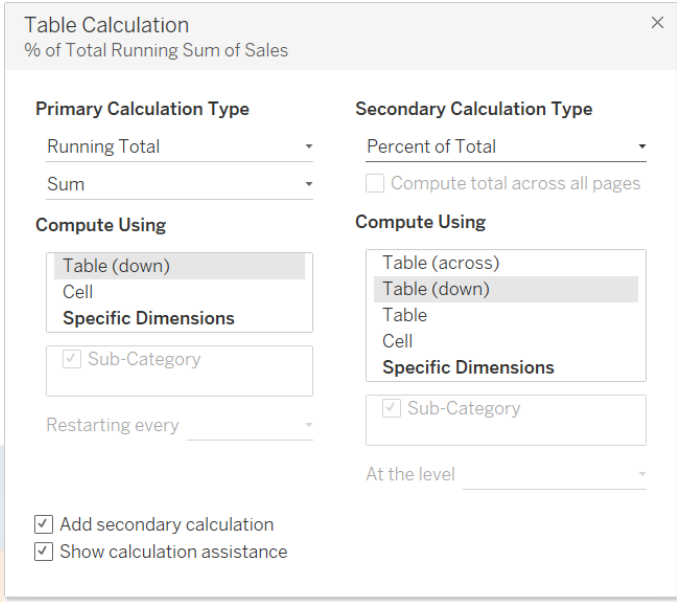 Table Calculation
% of Total Running Sum of Sales
Primary Calculation Type
Running Total
Sum
Compute Using
Table (down)
Cell
Specific Dimensions
Sub-Category
Restarting every
Secondary Calculation Type
Percent of Total
Compute total across all pages
Compute Using
Table (across)
Table (down)
Table
Cell
Specific Dimensions
Sub-Category
At the level
Add secondary calculation
Show calculation assistance